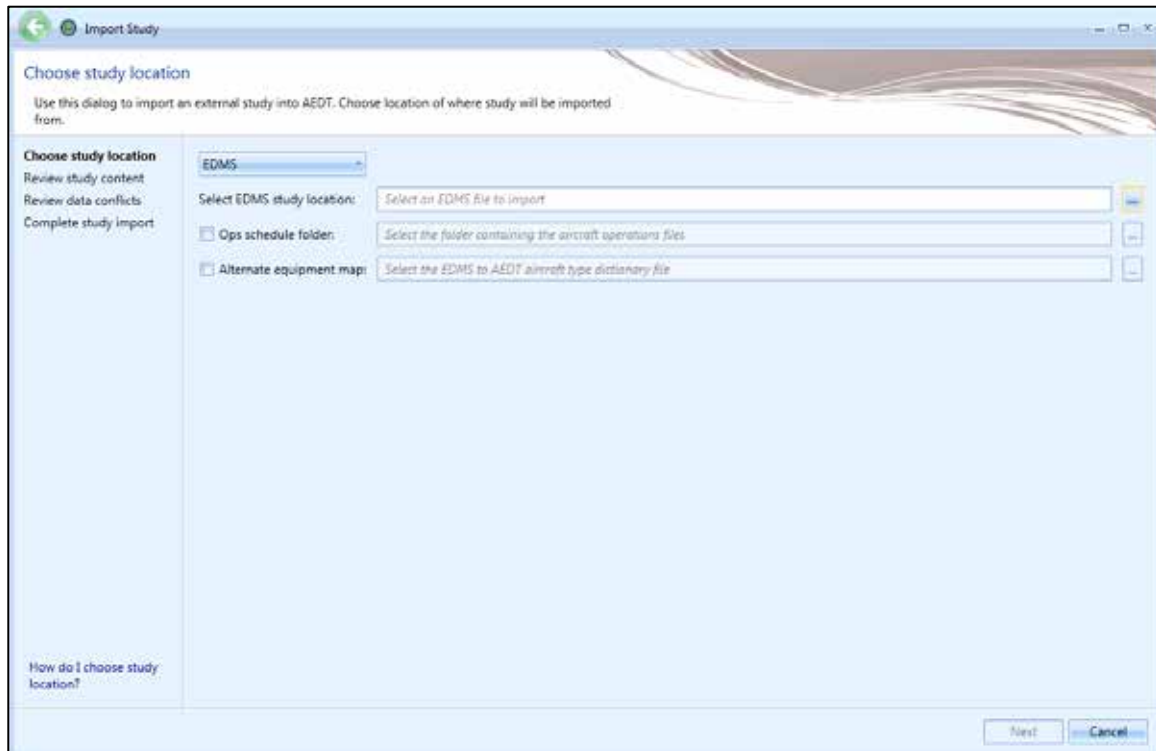 Import Study
Choose study location
Use this dialog to import an external study into AEDT. Choose location of where study will be imported
from.
Choose study location
Review study content
Review data conflicts
Complete study import
EDMS
Select EDMS study location: Select an EDMS file to import ...
Ops schedule folder: Select the folder containing the aircraft operations files ...
Alternate equipment map: Select the EDMS to AEDT aircraft type dictionary file ...
How do I choose study
location?
Next Cancel